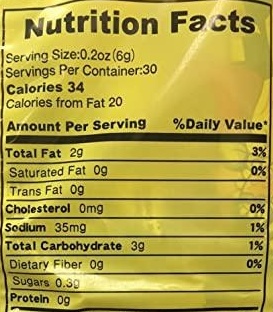 Nutrition Facts
Serving Size:0.2oz(6g)
Servings Per Container:30
Calories 34
Calories from Fat 20
Amount Per Serving %Daily Value*
Total Fat 2g 3%
Saturated Fat 0g 0%
Trans Fat 0g
Cholesterol 0mg 0%
Sodium 35mg 1%
Total Carbohydrate 3g 1%
Dietary Fiber 0g 0%
Sugars 0.3g
Protein 0g